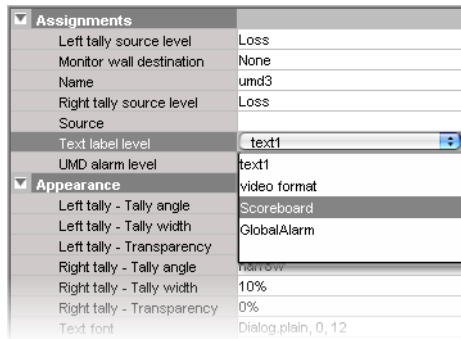 Assignments
Left tally source level Loss
Monitor wall destination None
Name umd3
Right tally source level Loss
Source
Text label level text1
UMD alarm level text1
Appearance video format
Left tally - Tally angle Scoreboard
Left tally - Tally width GlobalAlarm
Left tally - Transparency
Right tally - Tally angle narrow
Right tally - Tally width 10%
Right tally - Transparency 0%
Text font Dialog.plain, 0, 12